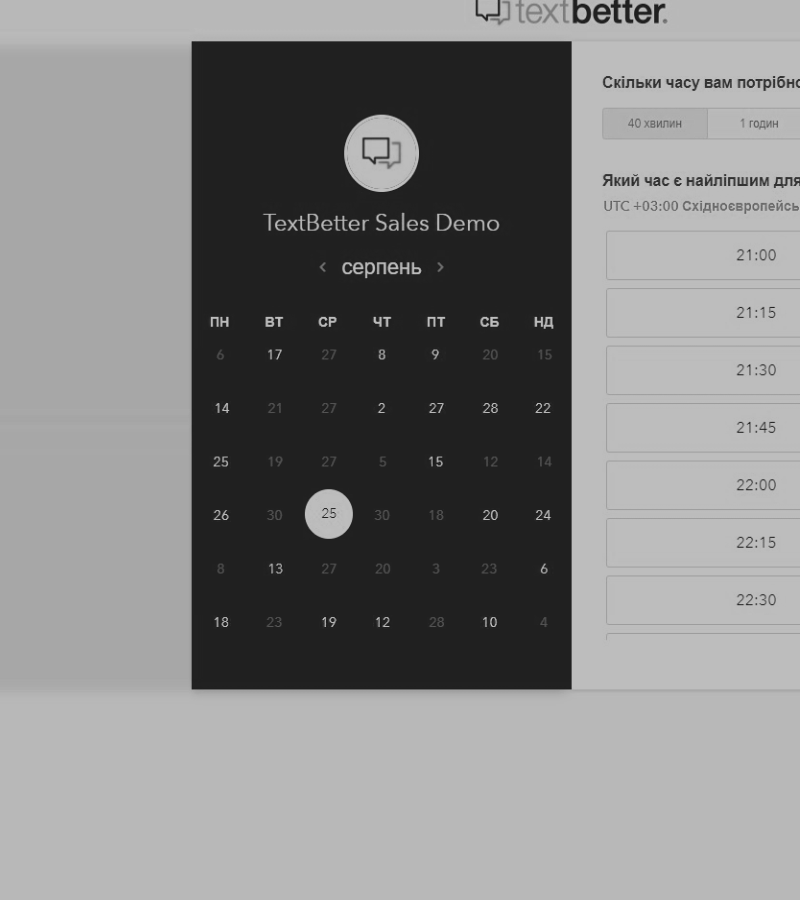 textbetter.
TextBetter Sales Demo
‹ серпень ›
ПН ВТ СР ЧТ ПТ СБ НД
6 17 27 8 9 20 15
14 21 27 2 27 28 22
25 19 27 5 15 12 14
26 30 25 30 18 20 24
8 13 27 20 3 23 6
18 23 19 12 28 10 4
Скільки часу вам потрібно
40 хвилин 1 годин
Який час є найліпшим для
UTC +03:00 Східноєвропейсь
21:00
21:15
21:30
21:45
22:00
22:15
22:30